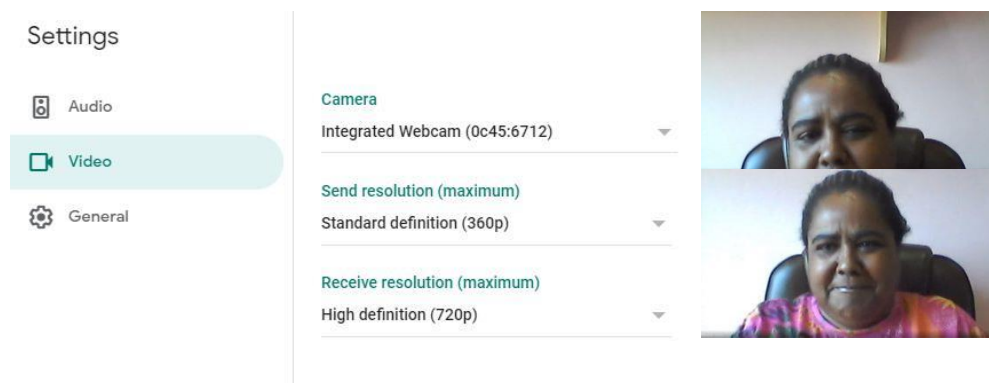 Settings
Audio
Video
General
Camera
Integrated Webcam (0c45:6712)
Send resolution (maximum)
Standard definition (360p)
Receive resolution (maximum)
High definition (720p)